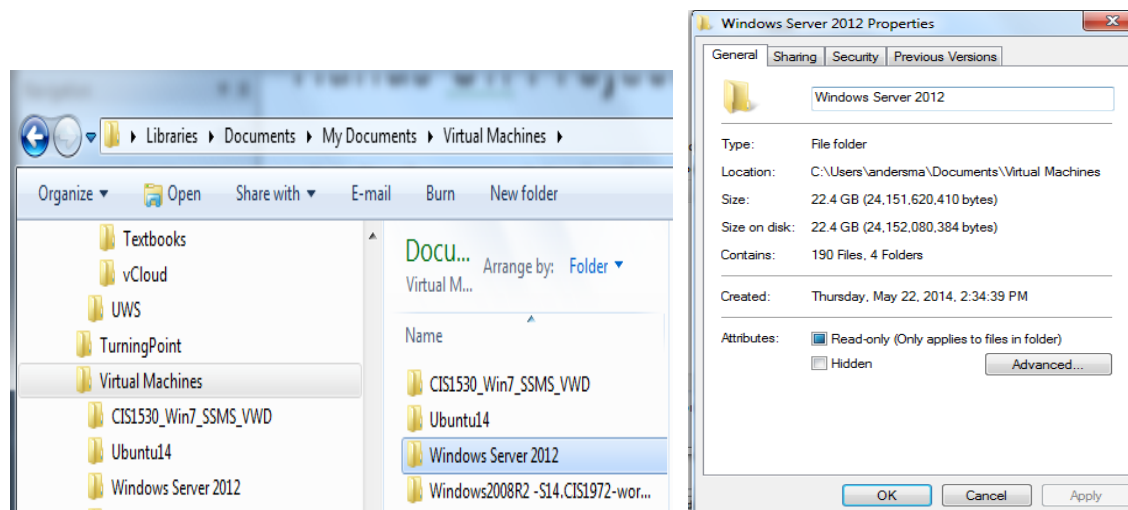 Libraries Documents My Documents Virtual Machines
Organize Open Share with E-mail Burn New folder
Textbooks
vCloud
UWS
TurningPoint
Virtual Machines
CIS1530_Win7_SSMS_VWD
Ubuntu14
Windows Server 2012
Docu...
Virtual M...
Arrange by: Folder
Name
CIS1530_Win7_SSMS_VWD
Ubuntu14
Windows Server 2012
Windows2008R2 -S14.CIS1972-wor...
Windows Server 2012 Properties
General Sharing Security Previous Versions
Windows Server 2012
Type: File folder
Location: C:\Users\andersma\Documents\Virtual Machines
Size: 22.4 GB (24,151,620,410 bytes)
Size on disk: 22.4 GB (24,152,080,384 bytes)
Contains: 190 Files, 4 Folders
Created: Thursday, May 22, 2014, 2:34:39 PM
Attributes: Read-only (Only applies to files in folder)
Hidden Advanced...
OK Cancel Apply